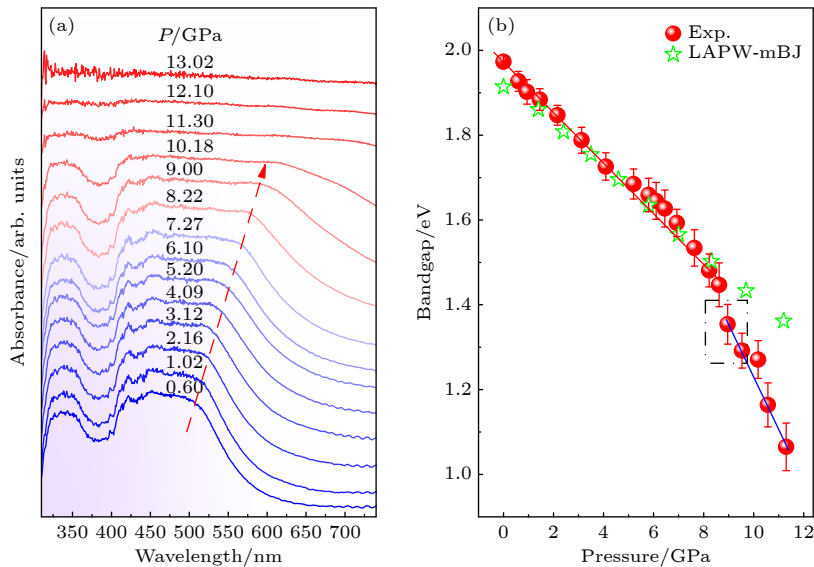 (a)
P/GPa
13.02
12.10
11.30
10.18
9.00
8.22
7.27
6.10
5.20
4.09
3.12
2.16
1.02
0.60
Absorbance/arb. units
350 400 450 500 550 600 650 700
Wavelength/nm
(b)
Exp.
LAPW-mBJ
2.0
1.8
1.6
1.4
1.2
1.0
Bandgap/eV
0 2 4 6 8 10 12
Pressure/GPa